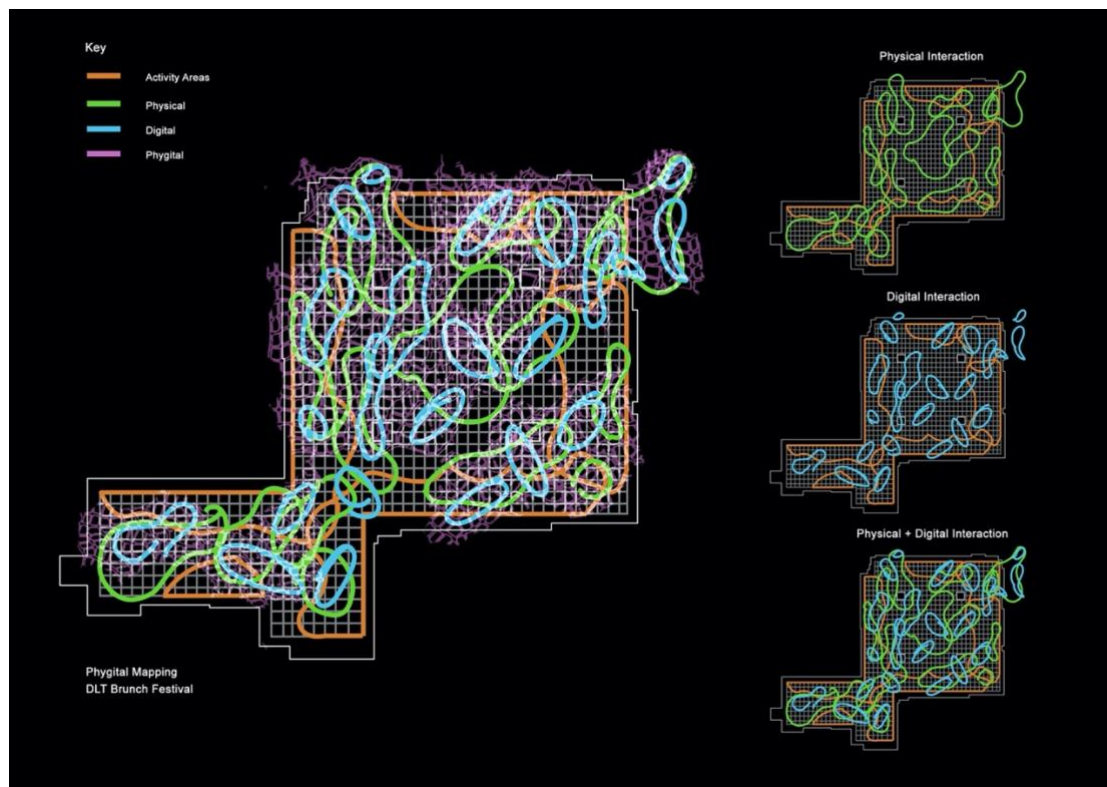 Key
Activity Areas
Physical
Digital
Phygital
Phygital Mapping
DLT Brunch Festival
Physical Interaction
Digital Interaction
Physical + Digital Interaction